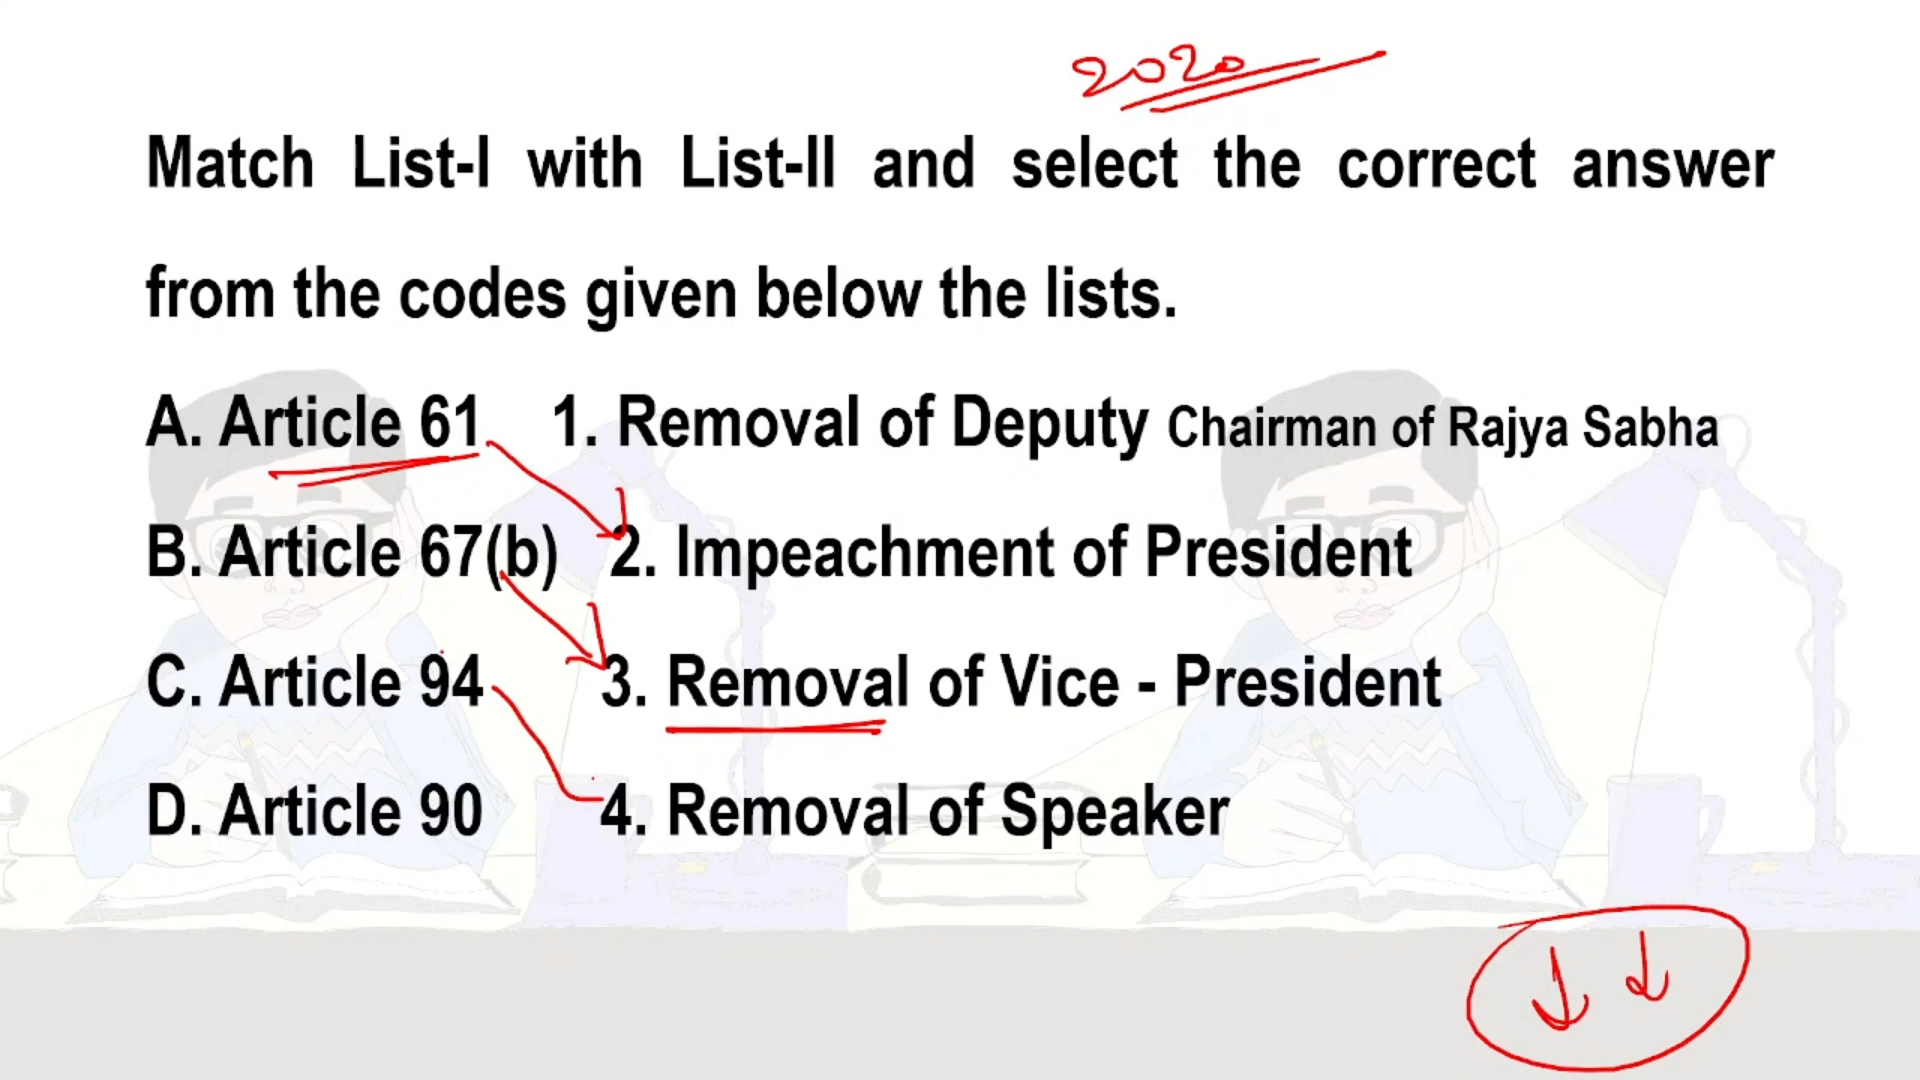 2020
Match List-I with List-II and select the correct answer
from the codes given below the lists.
A. Article 61 1. Removal of Deputy Chairman of Rajya Sabha
B. Article 67(b) 2. Impeachment of President
C. Article 94 3. Removal of Vice - President
D. Article 90 4. Removal of Speaker